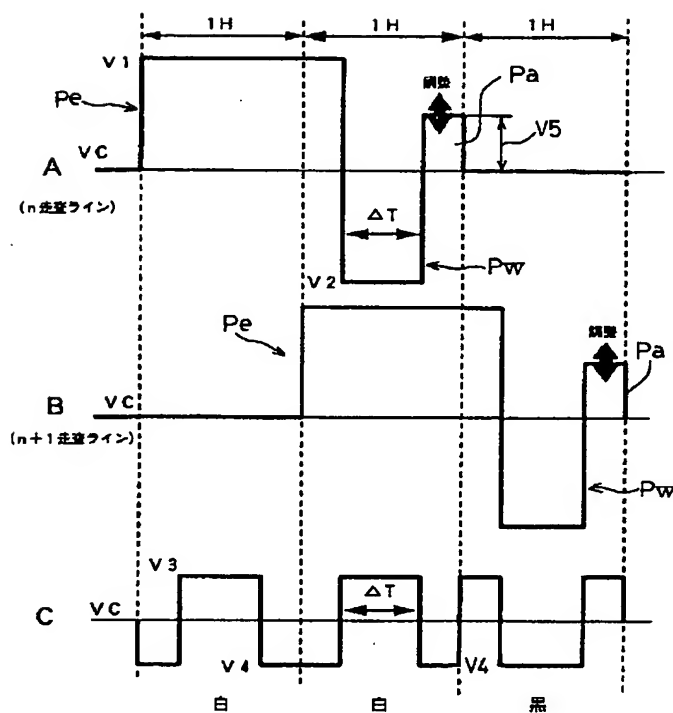 1H 1H 1H
V1
調整
Pa
Pe
V5
VC
A
(n走査ライン)
ΔT
V2
Pw
Pe
調整
Pa
B
VC
(n+1走査ライン)
Pw
V3
ΔT
VC
C
V4
V4
白 白 黒